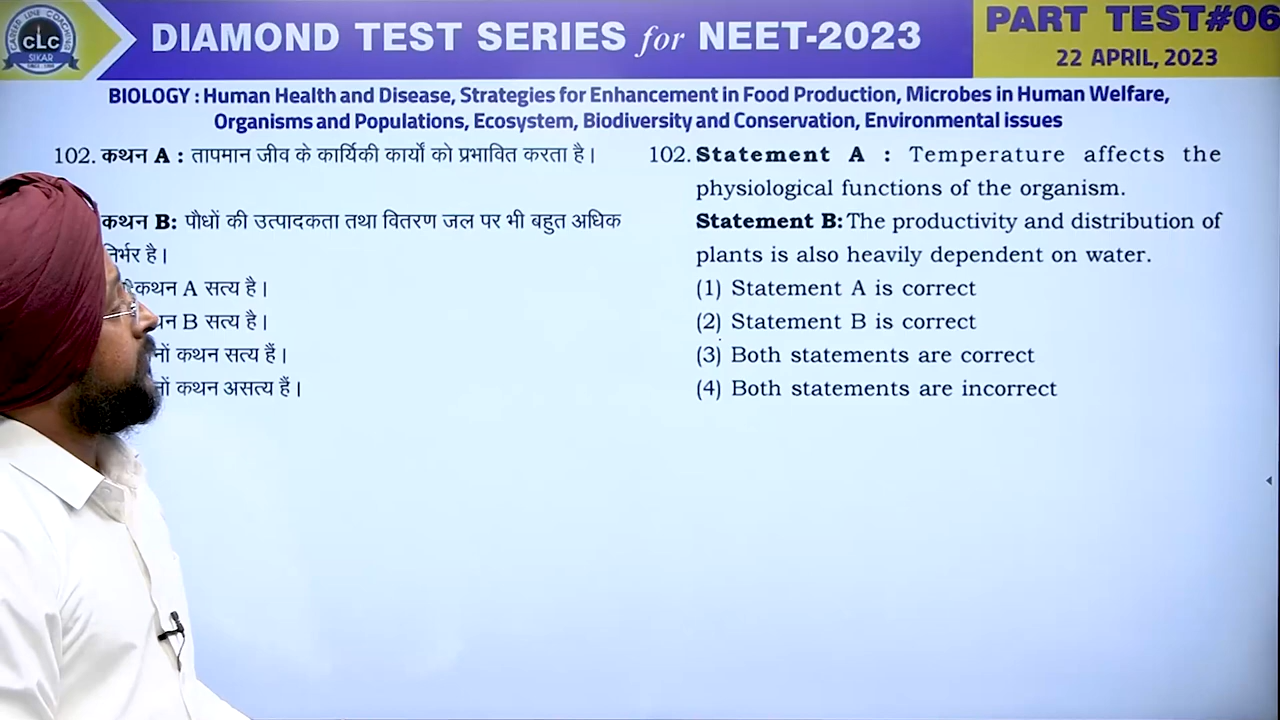 CAREER LINE COACHING
CLC
SIKAR
DIAMOND TEST SERIES for NEET-2023
PART TEST#06
22 APRIL, 2023
BIOLOGY : Human Health and Disease, Strategies for Enhancement in Food Production, Microbes in Human Welfare,
Organisms and Populations, Ecosystem, Biodiversity and Conservation, Environmental issues
102. कथन A : तापमान जीव के कार्यिकी कार्यों को प्रभावित करता है।
कथन B: पौधों की उत्पादकता तथा वितरण जल पर भी बहुत अधिक
निर्भर है।
कथन A सत्य है।
B सत्य है।
कथन सत्य हैं।
कथन असत्य हैं।
102. Statement A : Temperature affects the
physiological functions of the organism.
Statement B: The productivity and distribution of
plants is also heavily dependent on water.
(1) Statement A is correct
(2) Statement B is correct
(3) Both statements are correct
(4) Both statements are incorrect